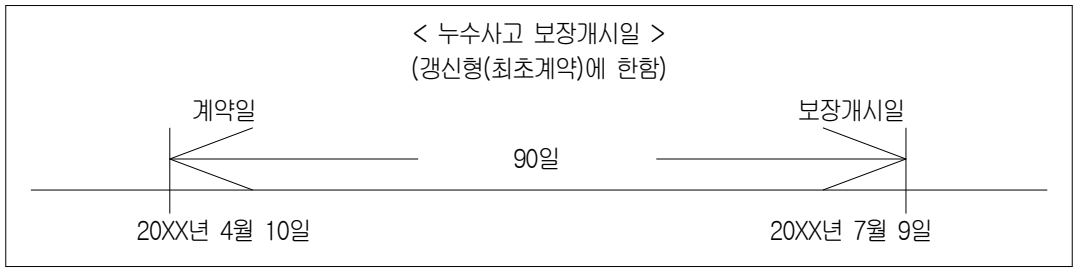 < 누수사고 보장개시일 >
(갱신형(최초계약)에 한함)
계약일 보장개시일
90일
20XX년 4월 10일 20XX년 7월 9일